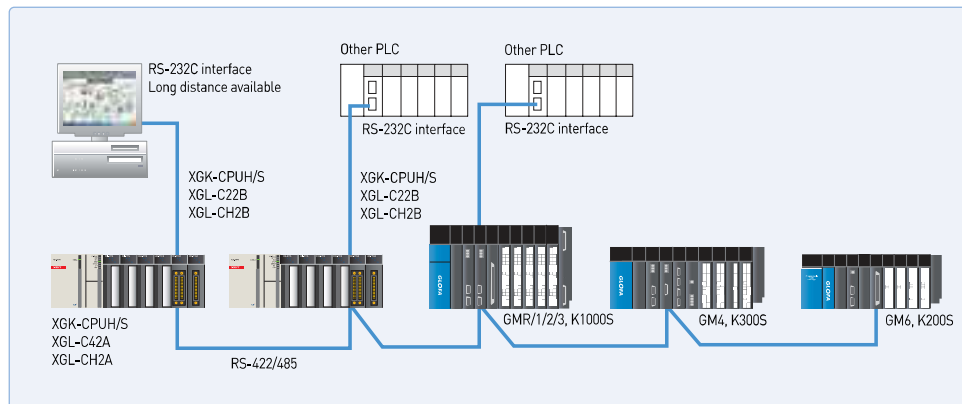 Other PLC
Other PLC
RS-232C interface
Long distance available
RS-232C interface
RS-232C interface
XGK-CPUH/S
XGL-C22B
XGL-CH2B
XGK-CPUH/S
XGL-C22B
XGL-CH2B
GLOFA
GLOFA
XGK-CPUH/S
XGL-C42A
XGL-CH2A
RS-422/485
GMR/1/2/3, K1000S
GM4, K300S
GM6, K200S